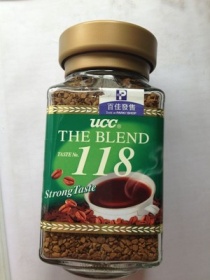 百佳發售
ucc®
THE BLEND
TASTE No.
118
Strong Taste